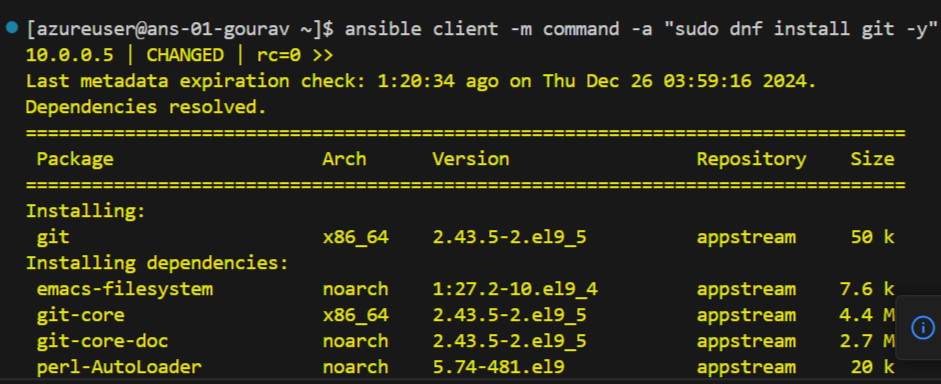 [azureuser@ans-01-gourav ~]$ ansible client -m command -a "sudo dnf install git -y"
10.0.0.5 | CHANGED | rc=0 >>
Last metadata expiration check: 1:20:34 ago on Thu Dec 26 03:59:16 2024.
Dependencies resolved.
================================================================================
Package Arch Version Repository Size
================================================================================
Installing:
git x86_64 2.43.5-2.el9_5 appstream 50 k
Installing dependencies:
emacs-filesystem noarch 1:27.2-10.el9_4 appstream 7.6 k
git-core x86_64 2.43.5-2.el9_5 appstream 4.4 M
git-core-doc noarch 2.43.5-2.el9_5 appstream 2.7 M
perl-AutoLoader noarch 5.74-481.el9 appstream 20 k